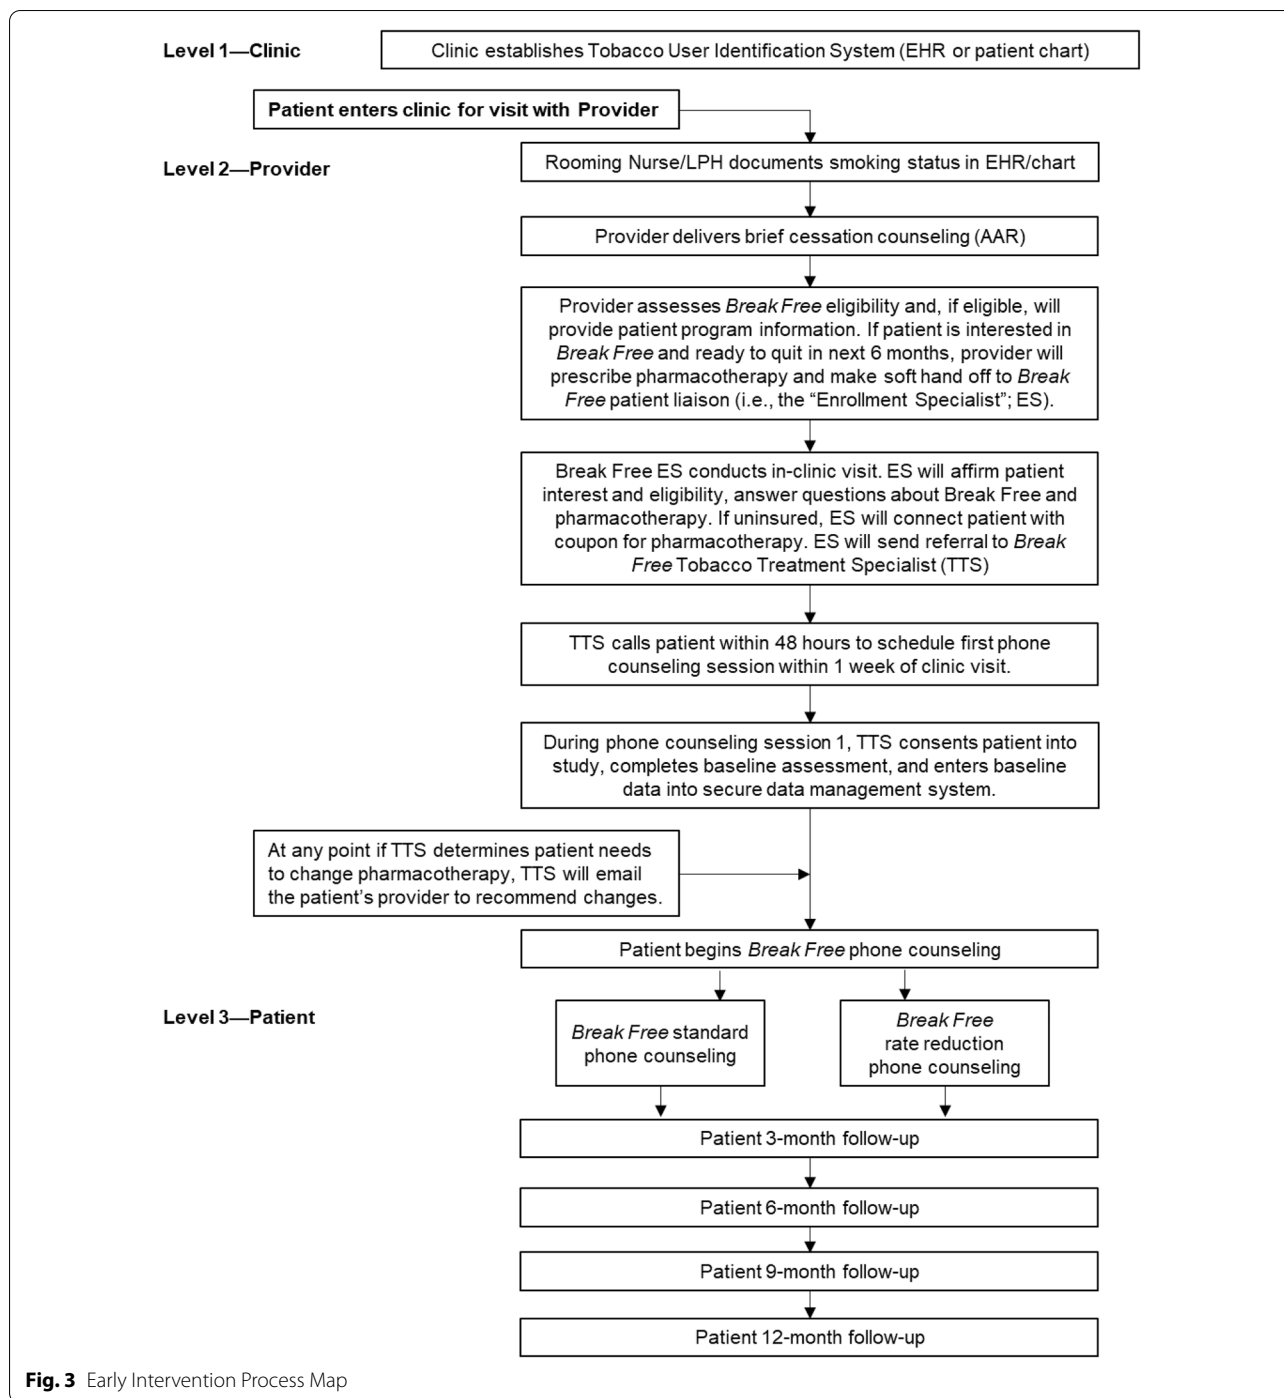 Level 1—Clinic
Clinic establishes Tobacco User Identification System (EHR or patient chart)
Patient enters clinic for visit with Provider
Level 2—Provider
Rooming Nurse/LPH documents smoking status in EHR/chart
Provider delivers brief cessation counseling (AAR)
Provider assesses Break Free eligibility and, if eligible, will
provide patient program information. If patient is interested in
Break Free and ready to quit in next 6 months, provider will
prescribe pharmacotherapy and make soft hand off to Break
Free patient liaison (i.e., the “Enrollment Specialist”; ES).
Break Free ES conducts in-clinic visit. ES will affirm patient
interest and eligibility, answer questions about Break Free and
pharmacotherapy. If uninsured, ES will connect patient with
coupon for pharmacotherapy. ES will send referral to Break
Free Tobacco Treatment Specialist (TTS)
TTS calls patient within 48 hours to schedule first phone
counseling session within 1 week of clinic visit.
During phone counseling session 1, TTS consents patient into
study, completes baseline assessment, and enters baseline
data into secure data management system.
At any point if TTS determines patient needs
to change pharmacotherapy, TTS will email
the patient’s provider to recommend changes.
Patient begins Break Free phone counseling
Level 3—Patient
Break Free standard
phone counseling
Break Free
rate reduction
phone counseling
Patient 3-month follow-up
Patient 6-month follow-up
Patient 9-month follow-up
Patient 12-month follow-up
Fig. 3 Early Intervention Process Map